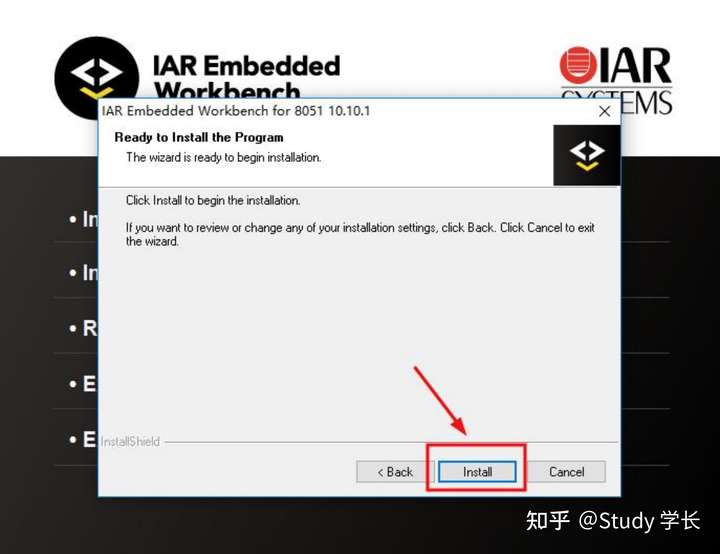 IAR Embedded
Workbench
IAR
SYSTEMS
IAR Embedded Workbench for 8051 10.10.1
Ready to Install the Program
The wizard is ready to begin installation.
Click Install to begin the installation.
If you want to review or change any of your installation settings, click Back. Click Cancel to exit
the wizard.
• In
• In
• R
• E
• E
InstallShield
< Back
Install
Cancel
知乎 @Study 学长